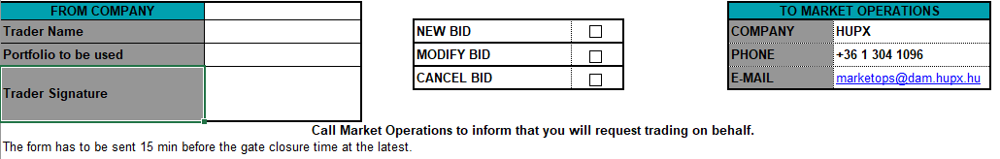 FROM COMPANY
TO MARKET OPERATIONS
Trader Name
NEW BID
COMPANY HUPX
Portfolio to be used
MODIFY BID
PHONE +36 1 304 1096
Trader Signature
CANCEL BID
E-MAIL marketops@dam.hupx.hu
Call Market Operations to inform that you will request trading on behalf.
The form has to be sent 15 min before the gate closure time at the latest.